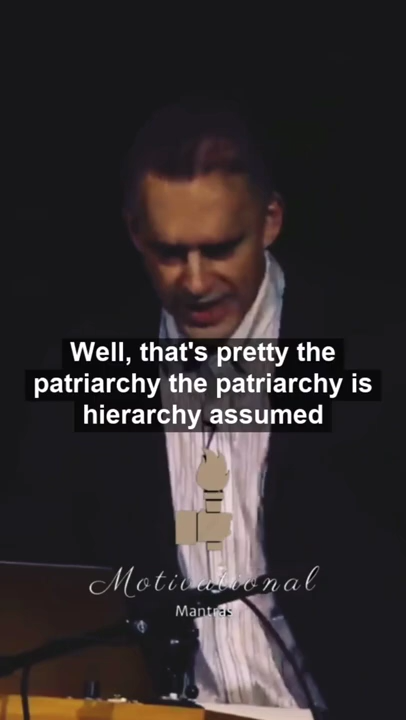 Well, that's pretty the
patriarchy the patriarchy is
hierarchy assumed
Motivational
Mantras